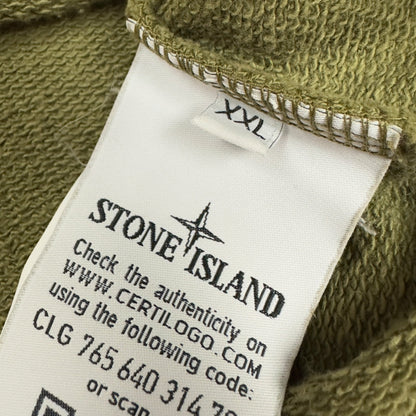 XXL
STONE ISLAND
Check the authenticity on
WWW.CERTILOGO.COM
using the following code:
CLG 765 640 314
or scan